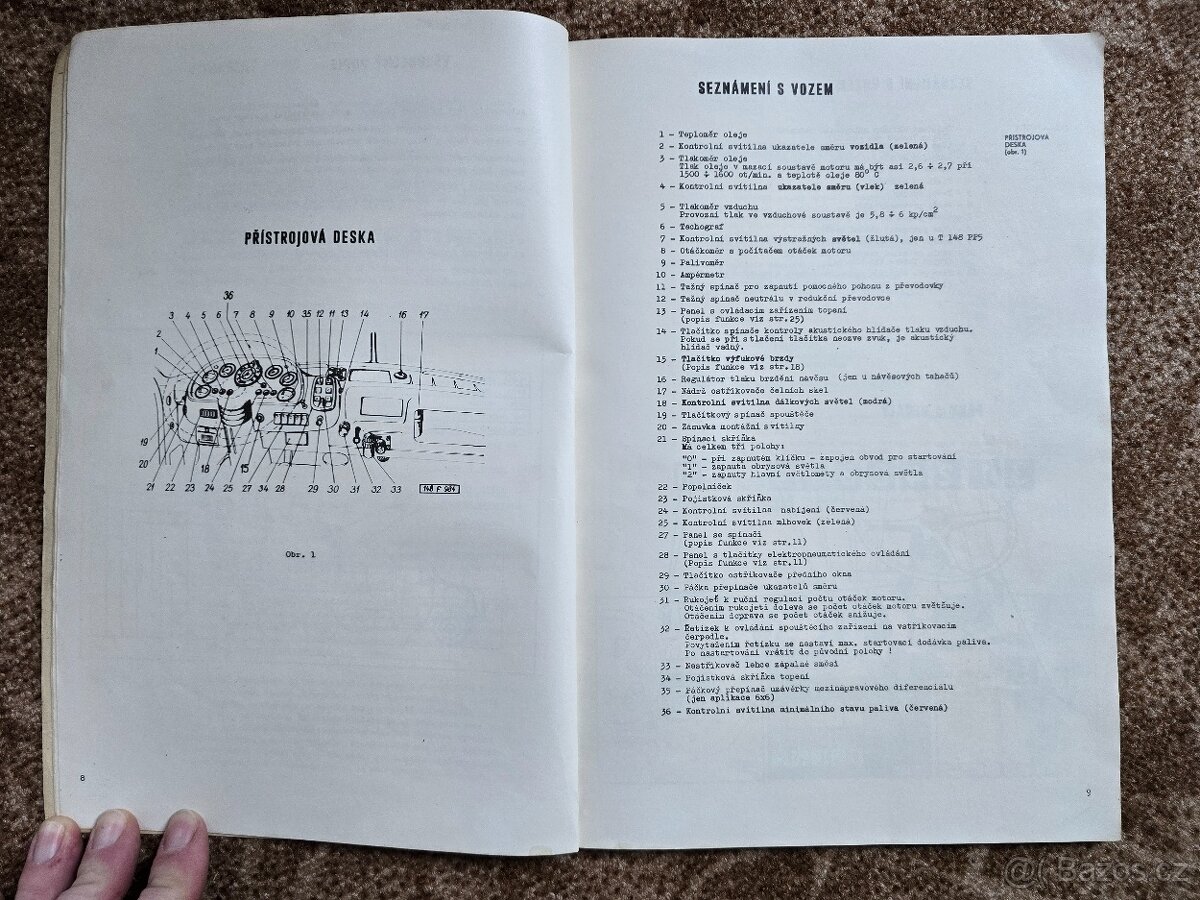 PŘÍSTROJOVÁ DESKA
36
3 4 5 6 7 8 9 10 35 12 11 13 14 16 17
2
1
19
20 18 15
21 22 23 24 25 27 34 28 29 30 31 32 33
148 F 984
Obr. 1
8
SEZNÁMENÍ S VOZEM
PŘÍSTROJOVÁ
DESKA
(obr. 1)
1 - Teploměr oleje
2 - Kontrolní svítilna ukazatele směru vozidla (zelená)
3 - Tlakoměr oleje
Tlak oleje v mazací soustavě motoru má být asi 2,6 ÷ 2,7 při
1500 ÷ 1600 ot/min. a teplotě oleje 80° C
4 - Kontrolní svítilna ukazatele směru (vlek) zelená
5 - Tlakoměr vzduchu
Provozní tlak ve vzduchové soustavě je 5,8 ÷ 6 kp/cm2
6 - Tachograf
7 - Kontrolní svítilna výstražných světel (žlutá), jen u T 148 PP5
8 - Otáčkoměr s počítačem otáček motoru
9 - Palivoměr
10 - Ampérmetr
11 - Tažný spínač pro zapnutí pomocného pohonu z převodovky
12 - Tažný spínač neutrálu v redukční převodovce
13 - Panel s ovládacím zařízením topení
(popis funkce viz str.25)
14 - Tlačítko spínače kontroly akustického hlídače tlaku vzduchu.
Pokud se při stlačení tlačítka neozve zvuk, je akustický
hlídač vadný.
15 - Tlačítko výfukové brzdy
(Popis funkce viz str.18)
16 - Regulátor tlaku brzdění návěsu (jen u návěsových tahačů)
17 - Nádrž ostřikovače čelních skel
18 - Kontrolní svítilna dálkových světel (modrá)
19 - Tlačítkový spínač spouštěče
20 - Zásuvka montážní svítilny
21 - Spínací skříňka
Má celkem tři polohy:
"0" - při zapnutém klíčku - zapojen obvod pro startování
"1" - zapnuta obrysová světla
"2" - zapnuty hlavní světlomety a obrysová světla
22 - Popelníček
23 - Pojistková skříňka
24 - Kontrolní svítilna nabíjení (červená)
25 - Kontrolní svítilna mlhovek (zelená)
27 - Panel se spínači
(popis funkce viz str.11)
28 - Panel s tlačítky elektropneumatického ovládání
(Popis funkce viz str.11)
29 - Tlačítko ostřikovače předního okna
30 - Páčka přepínače ukazatelů směru
31 - Rukojeť k ruční regulaci počtu otáček motoru.
Otáčením rukojeti doleva se počet otáček motoru zvětšuje.
Otáčením doprava se počet otáček snižuje.
32 - Řetízek k ovládání spouštěcího zařízení na vstřikovacím
čerpadle.
Povytažením řetízku se nastaví max. startovací dodávka paliva.
Po nastartování vrátit do původní polohy !
33 - Nastřikovač lehce zápalné směsi
34 - Pojistková skříňka topení
35 - Páčkový přepínač uzávěrky mezinápravového diferenciálu
(jen aplikace 6x6)
36 - Kontrolní svítilna minimálního stavu paliva (červená)
9
Bazos.cz